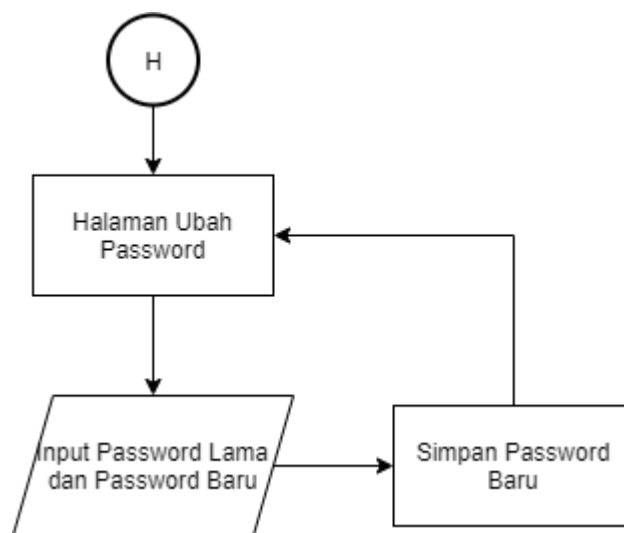 H
Halaman Ubah
Password
Input Password Lama
dan Password Baru
Simpan Password
Baru